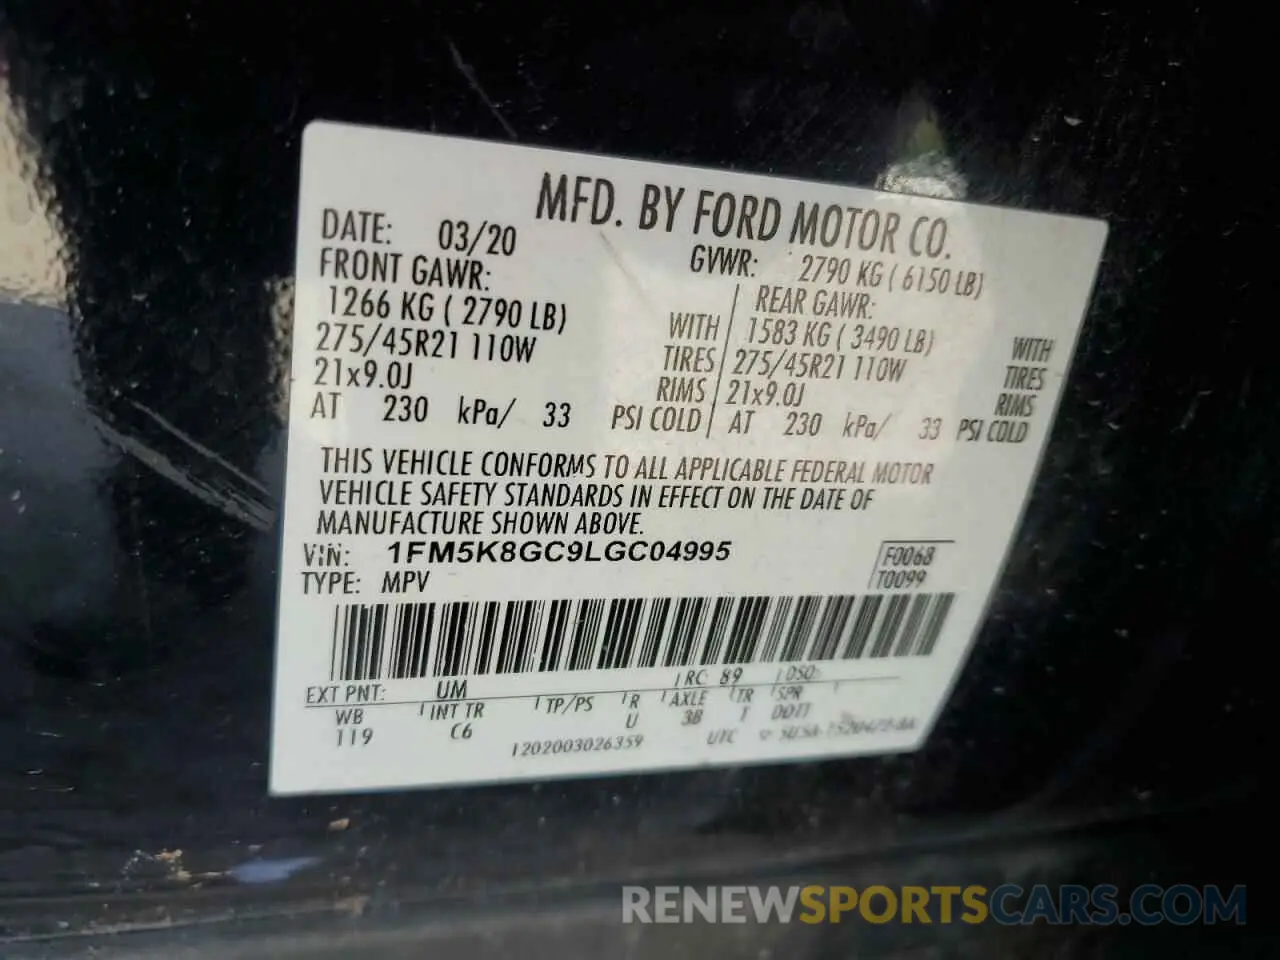 MFD. BY FORD MOTOR CO.
DATE: 03/20 GVWR: 2790 KG ( 6150 LB)
FRONT GAWR: REAR GAWR:
1266 KG ( 2790 LB) WITH 1583 KG ( 3490 LB) WITH
275/45R21 110W TIRES 275/45R21 110W TIRES
21x9.0J RIMS 21x9.0J RIMS
AT 230 kPa/ 33 PSI COLD AT 230 kPa/ 33 PSI COLD
THIS VEHICLE CONFORMS TO ALL APPLICABLE FEDERAL MOTOR
VEHICLE SAFETY STANDARDS IN EFFECT ON THE DATE OF
MANUFACTURE SHOWN ABOVE.
VIN: 1FM5K8GC9LGC04995 F0068
TYPE: MPV T0099
EXT PNT: UM RC: 89 DSO:
WB INT TR TP/PS R AXLE TR SPR
119 C6 U 3B T
1202003026359 UTC
RENEWSPORTSCARS.COM